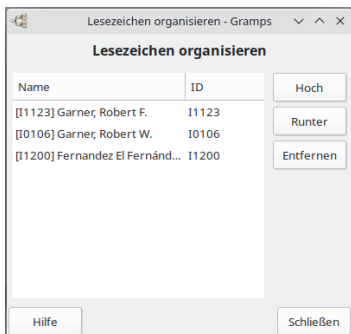 Lesezeichen organisieren - Gramps
Lesezeichen organisieren
Name ID
[I1123] Garner, Robert F. I1123
[I0106] Garner, Robert W. I0106
[I1200] Fernandez El Fernánd... I1200
Hoch
Runter
Entfernen
Hilfe
Schließen